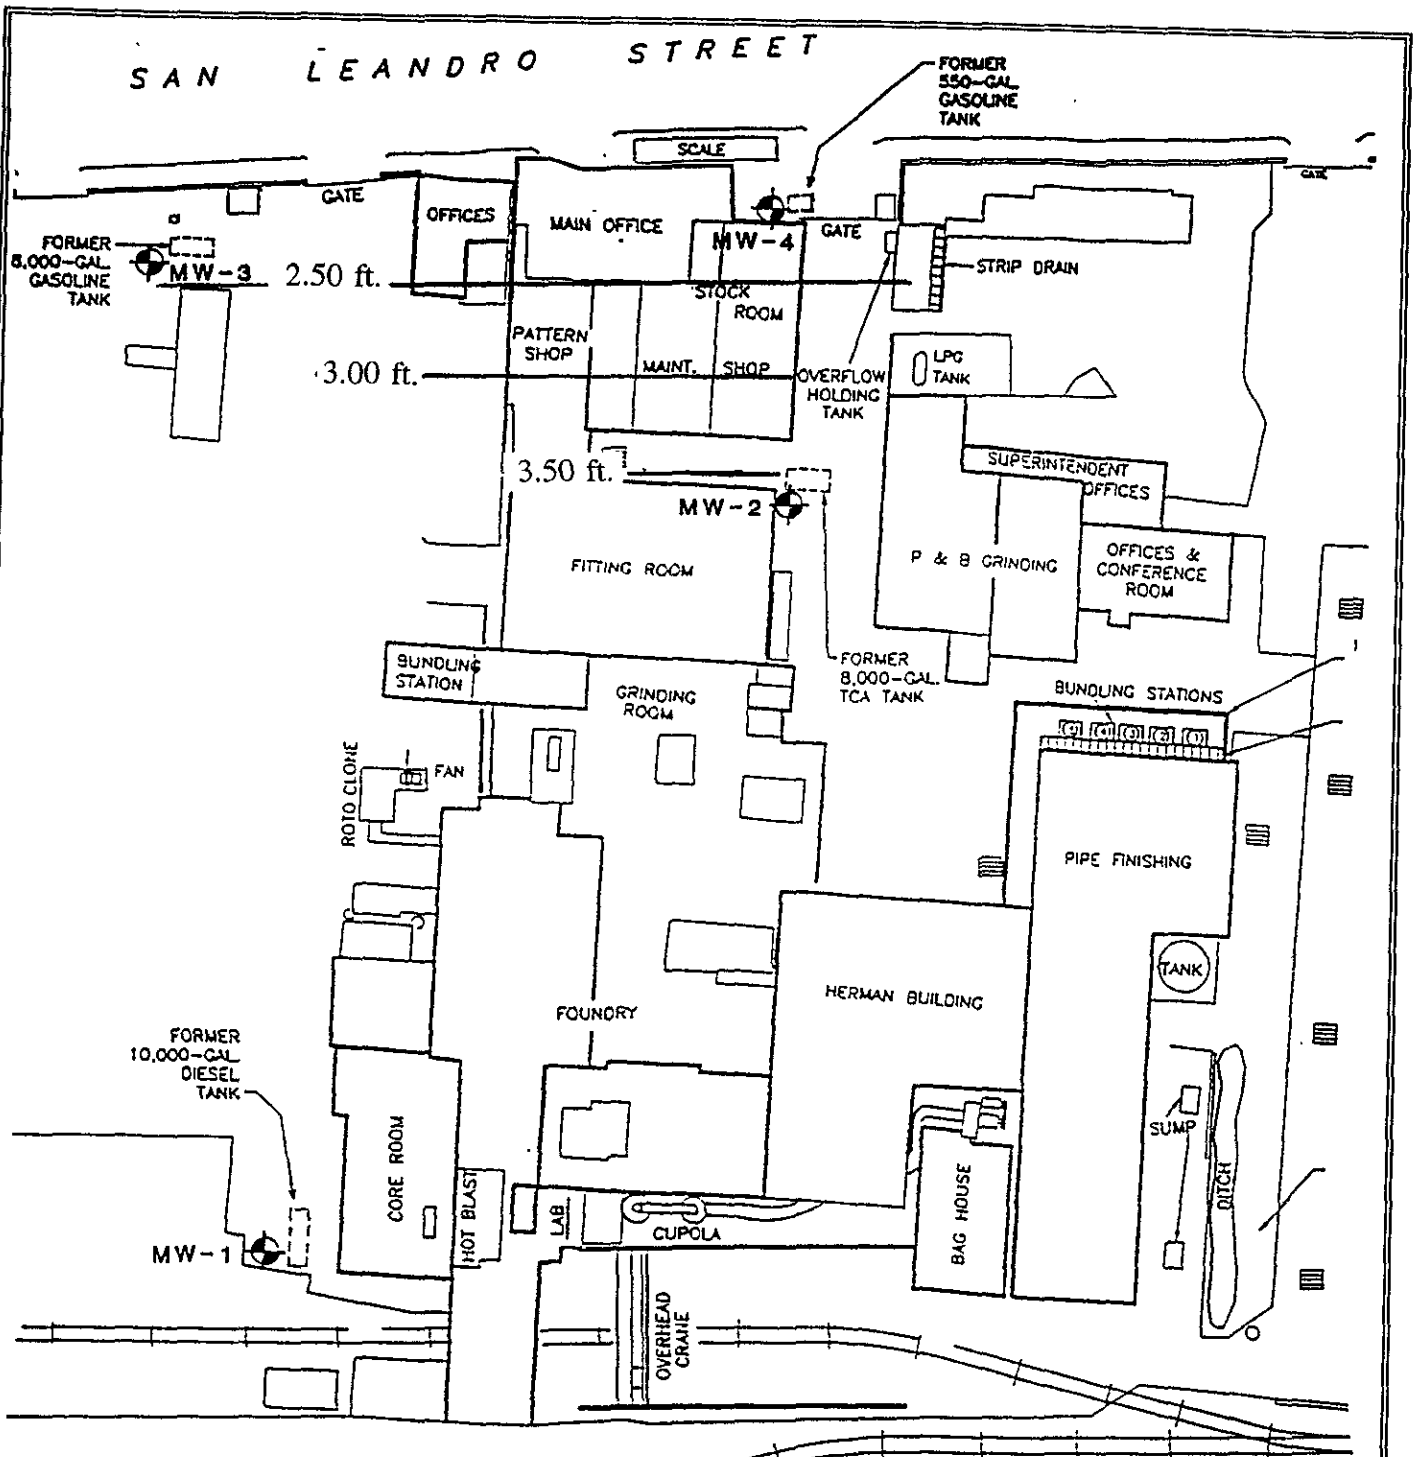 SAN LEANDRO STREET
FORMER
550-GAL.
GASOLINE
TANK
SCALE
GATE
GATE
OFFICES
MAIN OFFICE
MW-4
GATE
FORMER
8,000-GAL.
GASOLINE
TANK
MW-3
2.50 ft.
STRIP DRAIN
STOCK
ROOM
PATTERN
SHOP
3.00 ft.
MAINT. SHOP
OVERFLOW
HOLDING
TANK
LPG
TANK
3.50 ft.
SUPERINTENDENT
OFFICES
MW-2
FITTING ROOM
P & B GRINDING
OFFICES &
CONFERENCE
ROOM
BUNDLING
STATION
GRINDING
ROOM
FORMER
8,000-GAL.
TCA TANK
BUNDLING STATIONS
(4) (3) (2) (1)
ROTO CLONE
FAN
PIPE FINISHING
TANK
HERMAN BUILDING
FOUNDRY
FORMER
10,000-GAL.
DIESEL
TANK
CORE ROOM
HOT BLAST
LAB
CUPOLA
BAG HOUSE
SUMP
DITCH
MW-1
OVERHEAD
CRANE